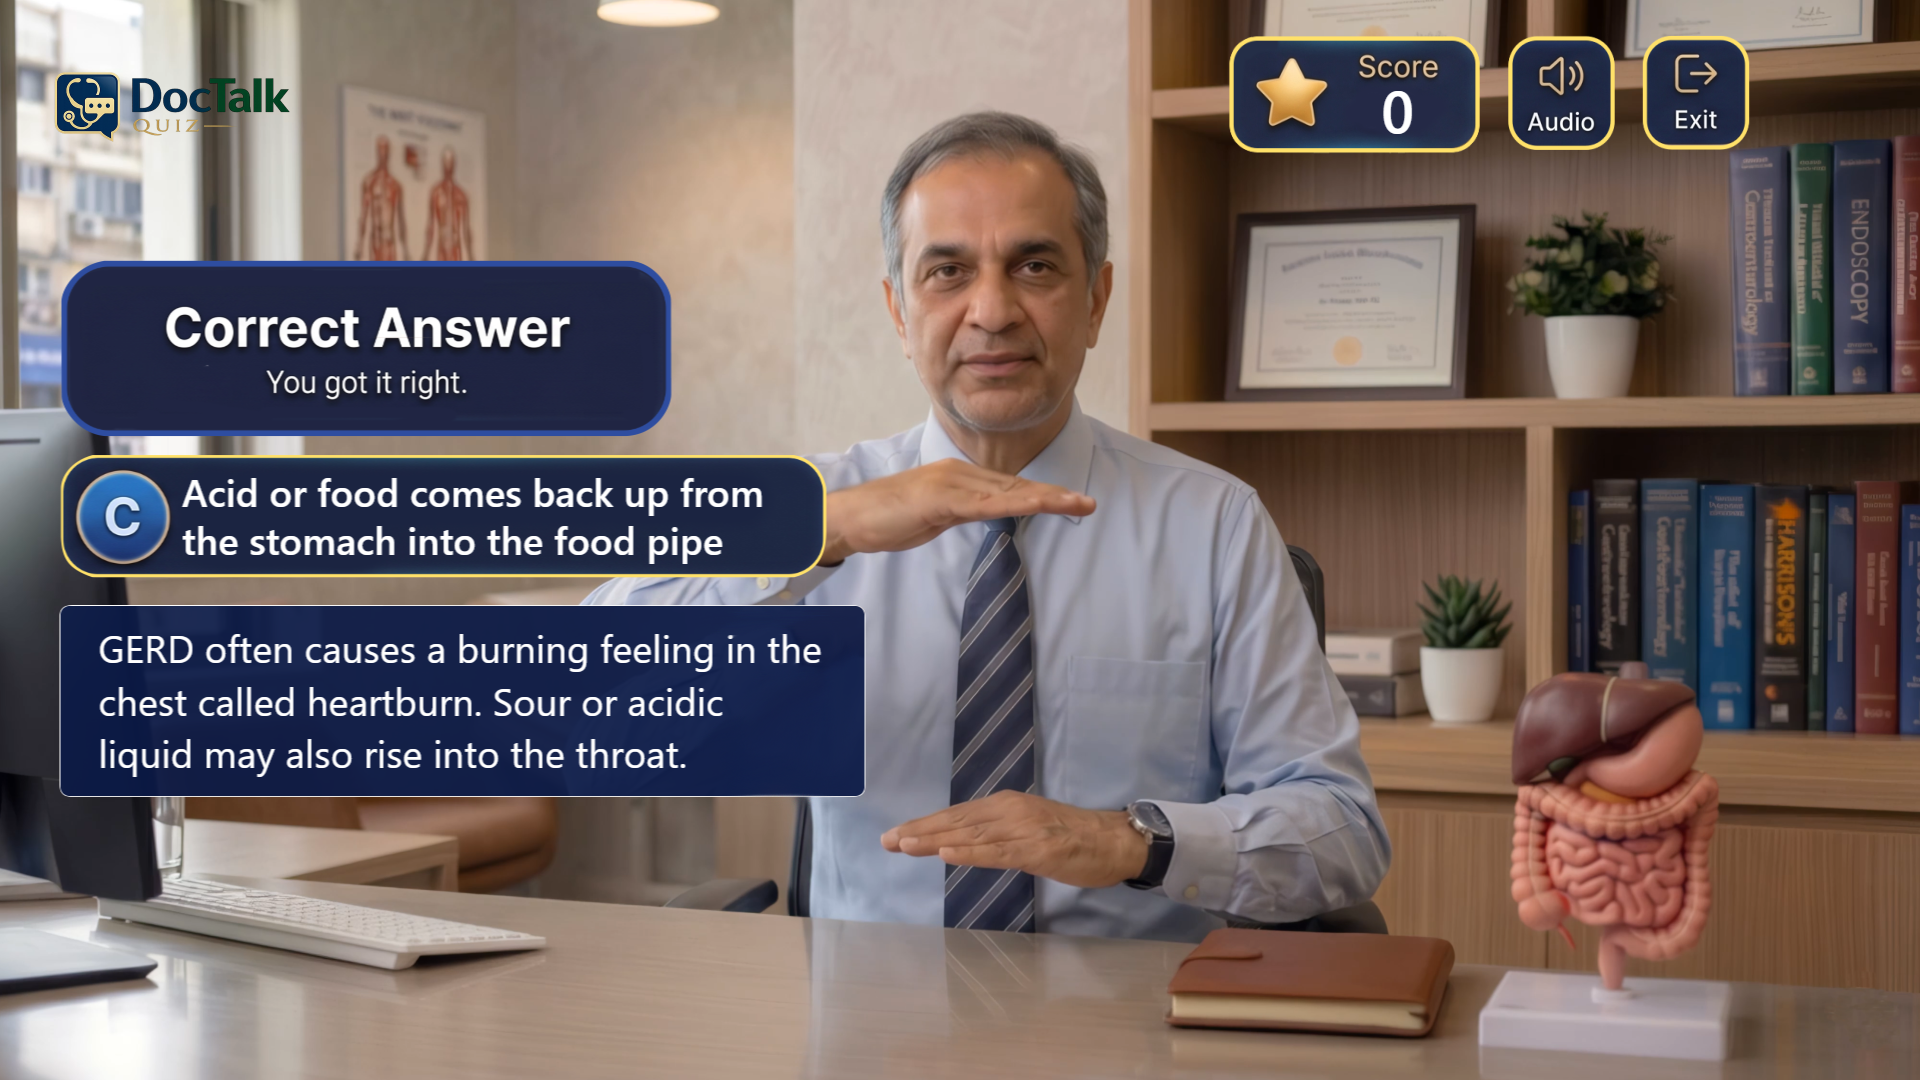 DocTalk
QUIZ
Score
0
Audio
Exit
Correct Answer
You got it right.
C
Acid or food comes back up from
the stomach into the food pipe
GERD often causes a burning feeling in the
chest called heartburn. Sour or acidic
liquid may also rise into the throat.
ENDOSCOPY
HARRISON'S